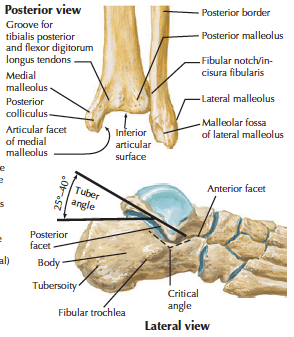 Posterior view
Groove for
tibialis posterior
and flexor digitorum
longus tendons
Medial
malleolus
Posterior
colliculus
Articular facet
of medial
malleolus
Inferior
articular
surface
Posterior border
Posterior malleolus
Fibular notch/in-
cisura fibularis
Lateral malleolus
Malleolar fossa
of lateral malleolus
e
e
s
e
al)
25°–40°
Tuber
angle
Anterior facet
Posterior
facet
Body
Tuberosity
Fibular trochlea
Critical
angle
Lateral view